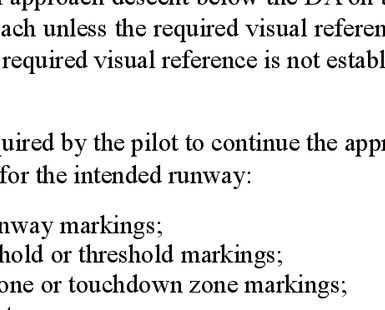 approach descent below the DA on
ach unless the required visual referen
required visual reference is not establ
uired by the pilot to continue the appr
for the intended runway:
nway markings;
hold or threshold markings;
one or touchdown zone markings;